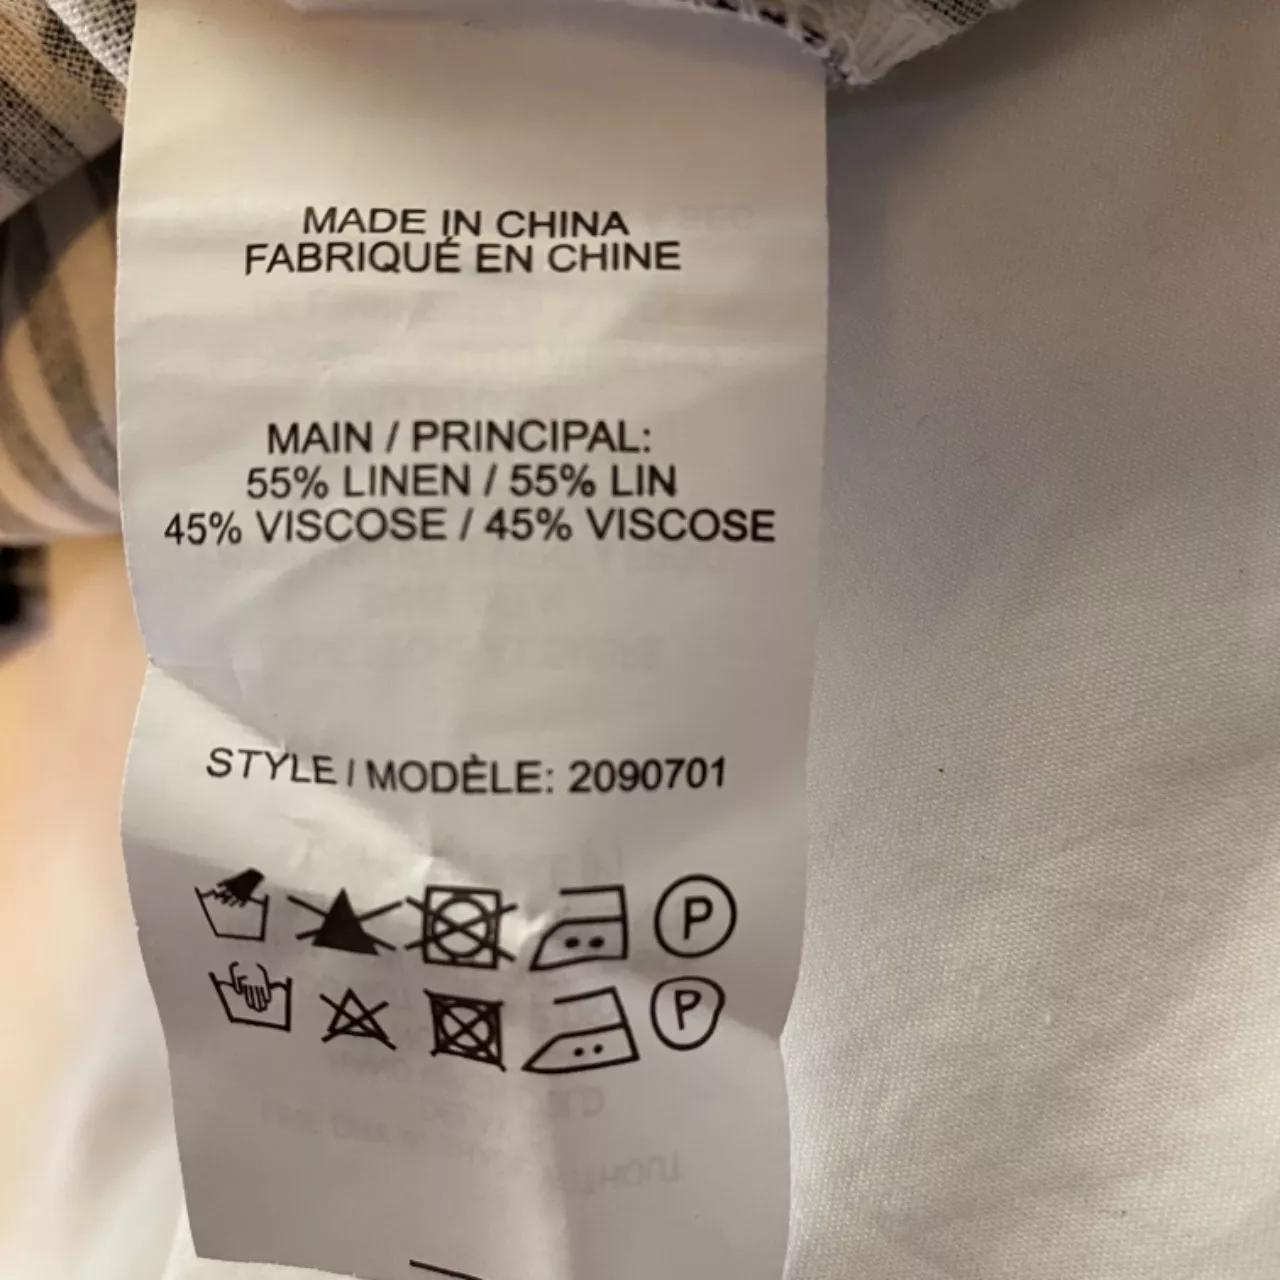 MADE IN CHINA
FABRIQUÉ EN CHINE
MAIN / PRINCIPAL:
55% LINEN / 55% LIN
45% VISCOSE / 45% VISCOSE
STYLE / MODÈLE: 2090701
P
P